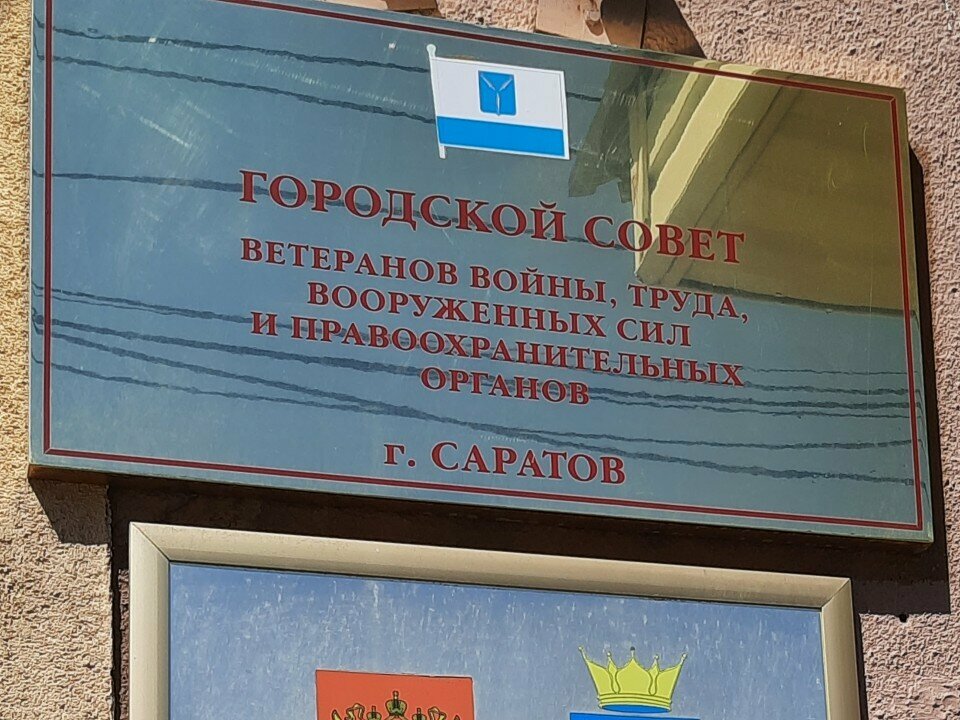 ГОРОДСКОЙ СОВЕТ
ВЕТЕРАНОВ ВОЙНЫ, ТРУДА,
ВООРУЖЕННЫХ СИЛ
И ПРАВООХРАНИТЕЛЬНЫХ
ОРГАНОВ
г. САРАТОВ